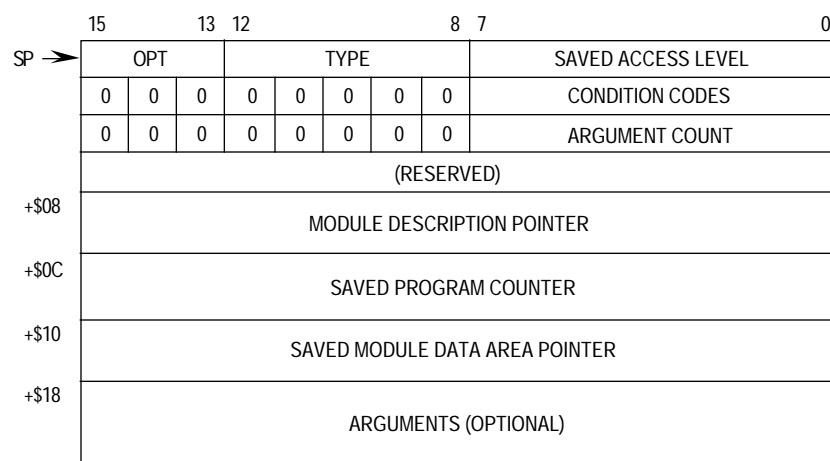 15 13 12 8 7 0
SP OPT TYPE SAVED ACCESS LEVEL
0 0 0 0 0 0 0 0 CONDITION CODES
0 0 0 0 0 0 0 0 ARGUMENT COUNT
(RESERVED)
+$08
MODULE DESCRIPTION POINTER
+$0C
SAVED PROGRAM COUNTER
+$10
SAVED MODULE DATA AREA POINTER
+$18
ARGUMENTS (OPTIONAL)